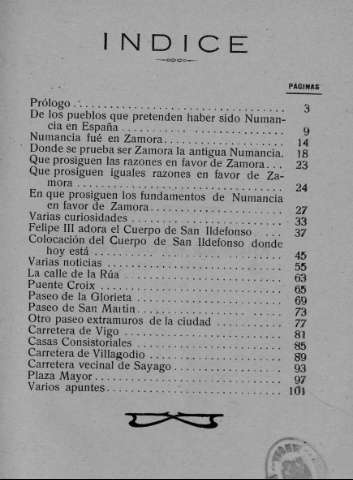 INDICE
PAGINAS
Prólogo . . . . . . . . . . 3
De los pueblos que pretenden haber sido Numan-
cia en España . . . . . . . . . . 9
Numancia fué en Zamora . . . . . . . . . . 14
Donde se prueba ser Zamora la antigua Numancia. 18
Que prosiguen las razones en favor de Zamora . . . 23
Que prosiguen iguales razones en favor de Za-
mora . . . . . . . . . . 24
En que prosiguen los fundamentos de Numancia
en favor de Zamora . . . . . . . . . . 27
Varias curiosidades . . . . . . . . . . 33
Felipe III adora el Cuerpo de San Ildefonso . . . . . 37
Colocación del Cuerpo de San Ildefonso donde
hoy está . . . . . . . . . . 45
Varias noticias . . . . . . . . . . 55
La calle de la Rúa . . . . . . . . . . 63
Puente Croix . . . . . . . . . . 65
Paseo de la Glorieta . . . . . . . . . . 69
Paseo de San Martín . . . . . . . . . . 73
Otro paseo extramuros de la ciudad . . . . . . . . . . 77
Carretera de Vigo . . . . . . . . . . 81
Casas Consistoriales . . . . . . . . . . 85
Carretera de Villagodio . . . . . . . . . . 89
Carretera vecinal de Sayago . . . . . . . . . . 93
Plaza Mayor . . . . . . . . . . 97
Varios apuntes . . . . . . . . . . 101